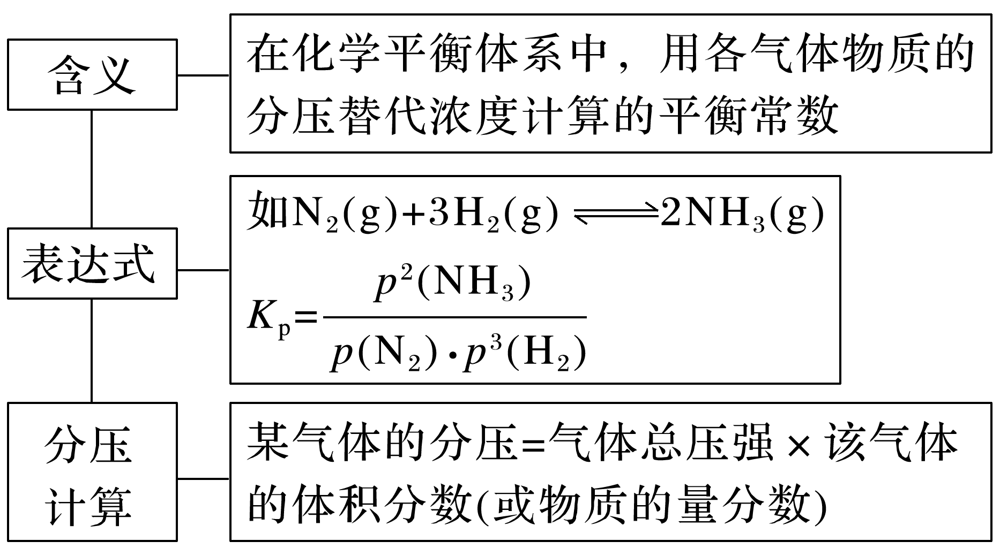 含义
在化学平衡体系中，用各气体物质的
分压替代浓度计算的平衡常数
表达式
如N₂(g)+3H₂(g)⇌2NH₃(g)
Kₚ=p²(NH₃)/p(N₂)·p³(H₂)
分压
计算
某气体的分压=气体总压强×该气体
的体积分数(或物质的量分数)